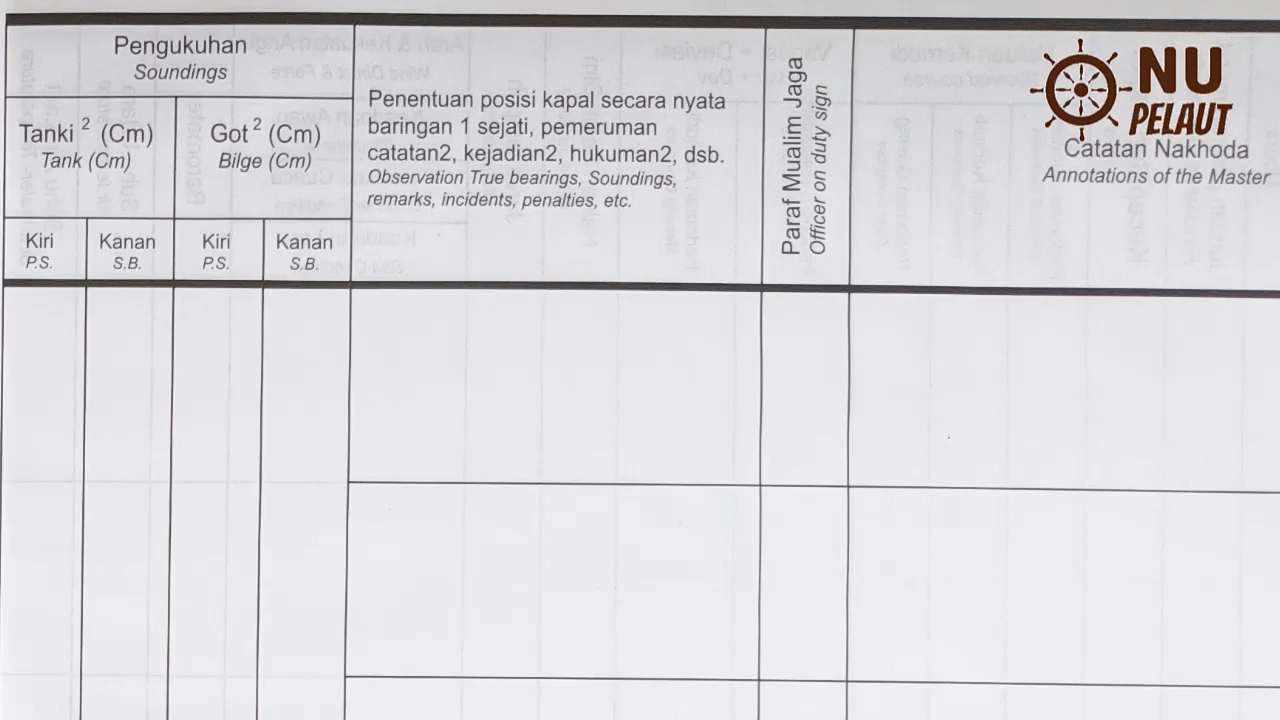 Pengukuhan
Soundings
Tanki 2 (Cm)
Tank (Cm)
Got 2 (Cm)
Bilge (Cm)
Kiri
P.S.
Kanan
S.B.
Kiri
P.S.
Kanan
S.B.
Penentuan posisi kapal secara nyata
baringan 1 sejati, pemeruman
catatan2, kejadian2, hukuman2, dsb.
Observation True bearings, Soundings,
remarks, incidents, penalties, etc.
Paraf Mualim Jaga
Officer on duty sign
NU
PELAUT
Catatan Nakhoda
Annotations of the Master